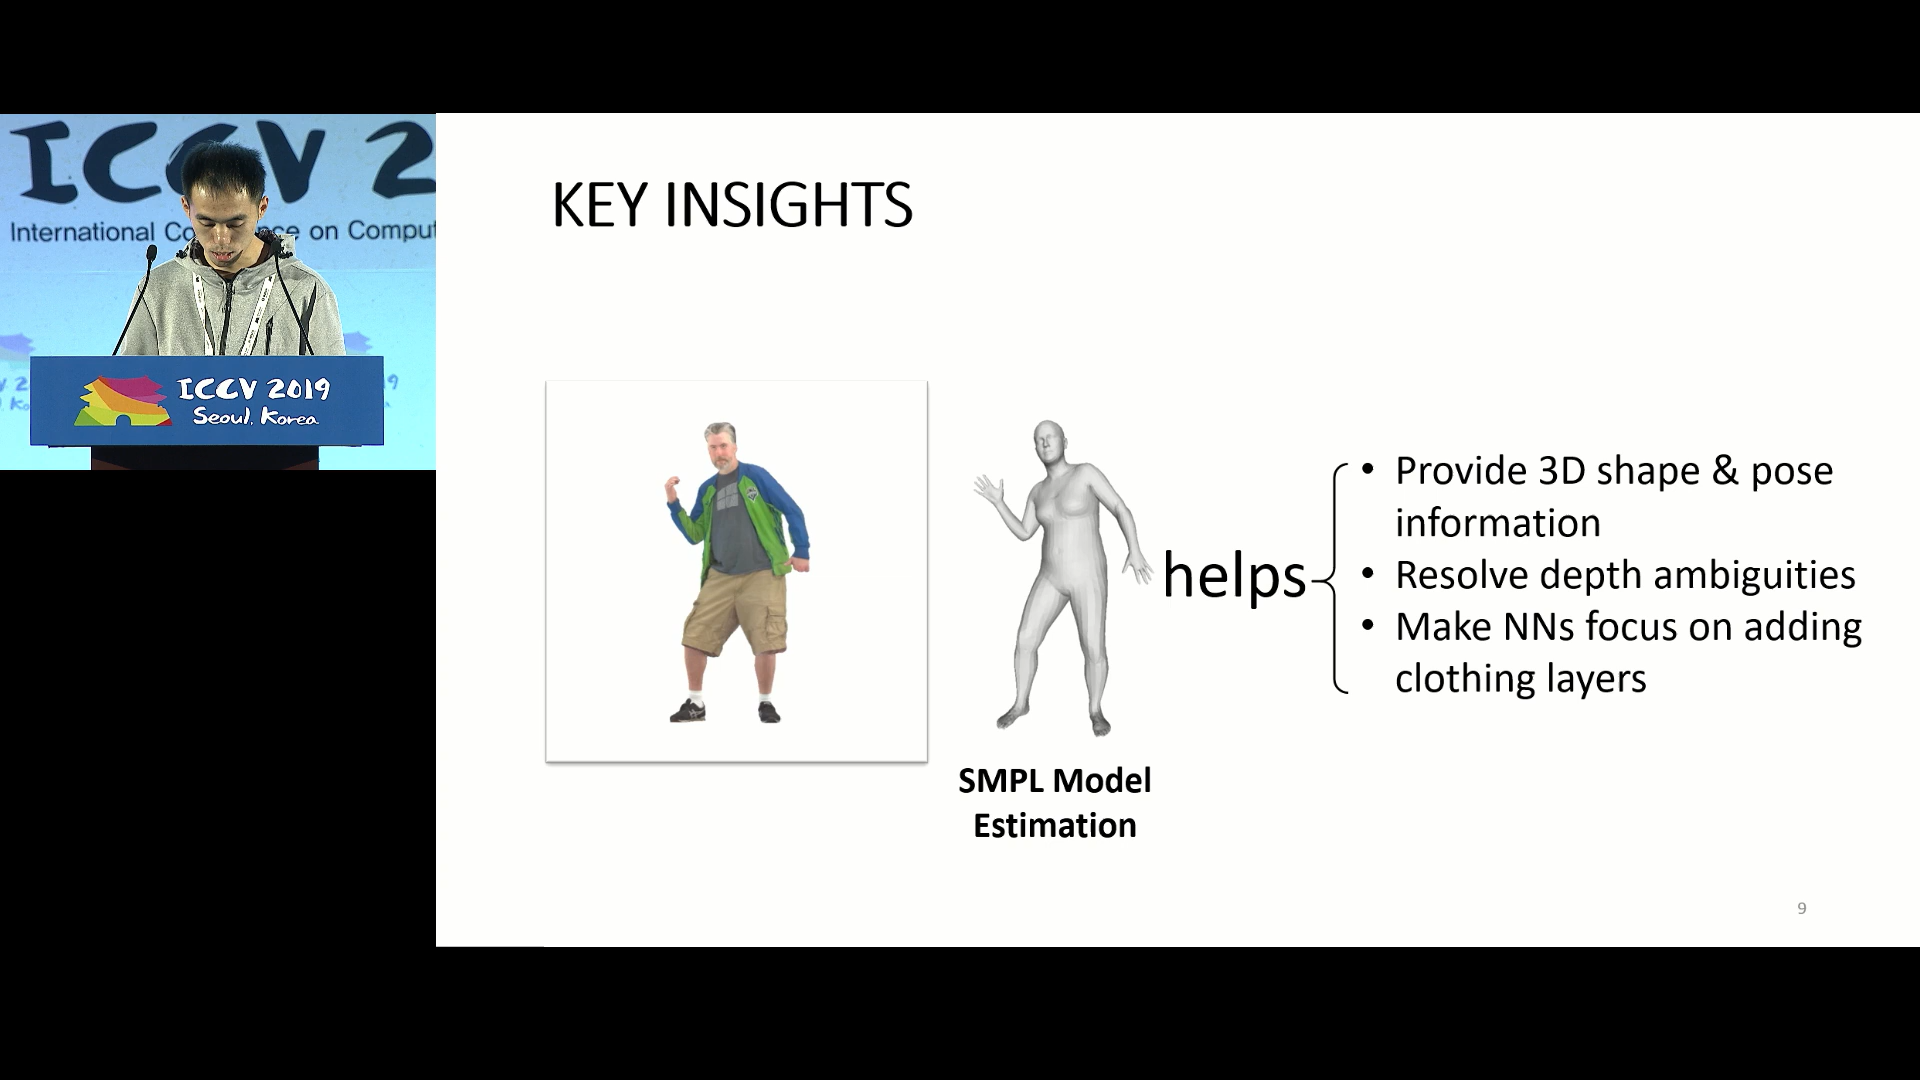 ICCV 2
International Co ce on Comput
ICCV 2019
Seoul, Korea
KEY INSIGHTS
helps
• Provide 3D shape & pose
information
• Resolve depth ambiguities
• Make NNs focus on adding
clothing layers
SMPL Model
Estimation
9